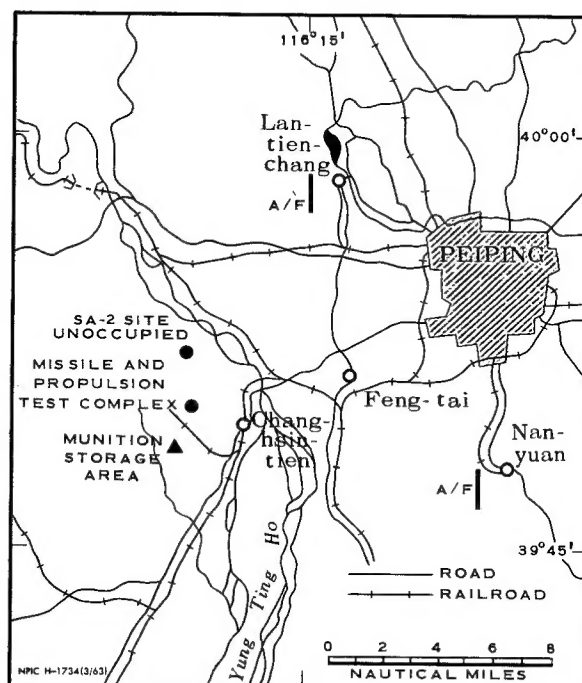 116°15'
40°00'
Lan-
tien-
chang
A/F
PEIPING
SA-2 SITE
UNOCCUPIED
MISSILE AND
PROPULSION
TEST COMPLEX
MUNITION
STORAGE
AREA
Chang-
hsin-
tien
Feng-tai
Nan-
yuan
A/F
39°45'
Yung Ting Ho
ROAD
RAILROAD
0 2 4 6 8
NAUTICAL MILES
NPIC H-1734(3/63)